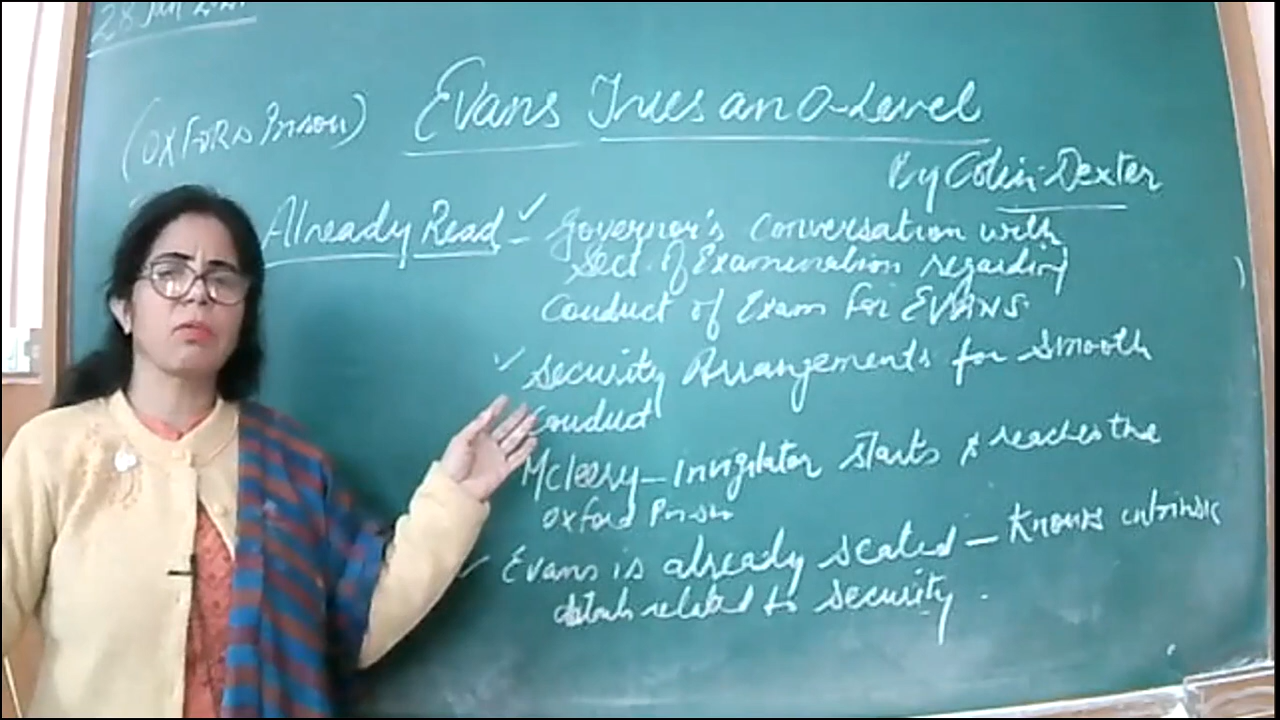 28 Jan
(Oxford Prison) Evans Tries an O-Level
By Colin Dexter
Already Read - Governor's conversation with
Sect. of Examination regarding
Conduct of Exam for EVANS
Security Arrangements for smooth
Conduct
McLeery - Invigilator starts & reaches the
Oxford Prison
Evans is already seated - Knows intrinsic
details related to security.